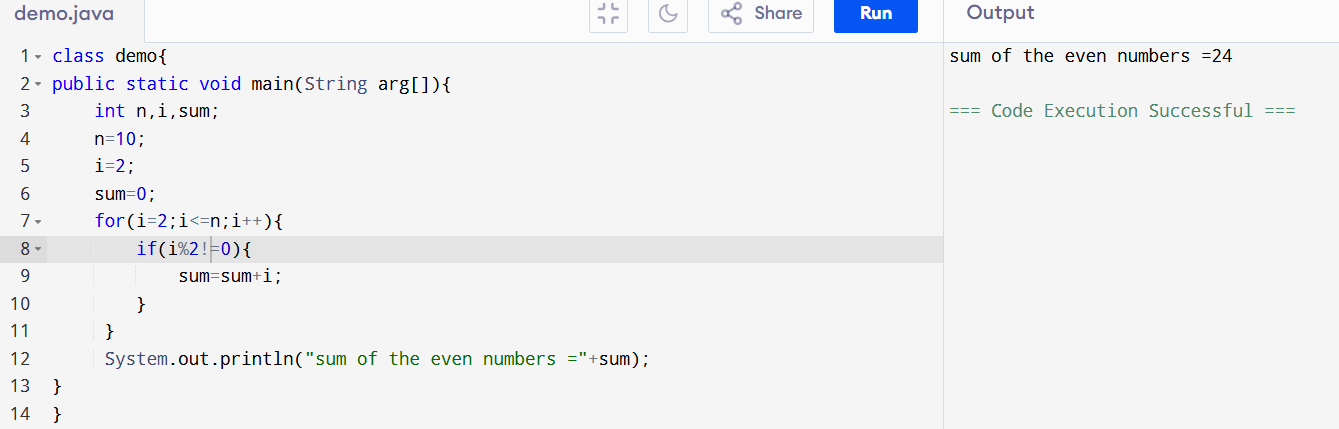 demo.java Share Run Output
1 class demo{
2 public static void main(String arg[]){
3 int n,i,sum;
4 n=10;
5 i=2;
6 sum=0;
7 for(i=2;i<=n;i++){
8 if(i%2!=0){
9 sum=sum+i;
10 }
11 }
12 System.out.println("sum of the even numbers ="+sum);
13 }
14 }
sum of the even numbers =24
=== Code Execution Successful ===